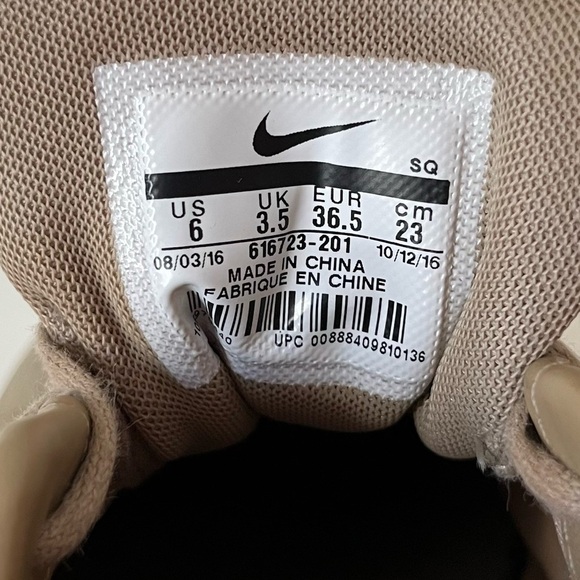 SQ
US UK EUR cm
6 3.5 36.5 23
08/03/16 616723-201 10/12/16
MADE IN CHINA
FABRIQUE EN CHINE
UPC 00888409810136